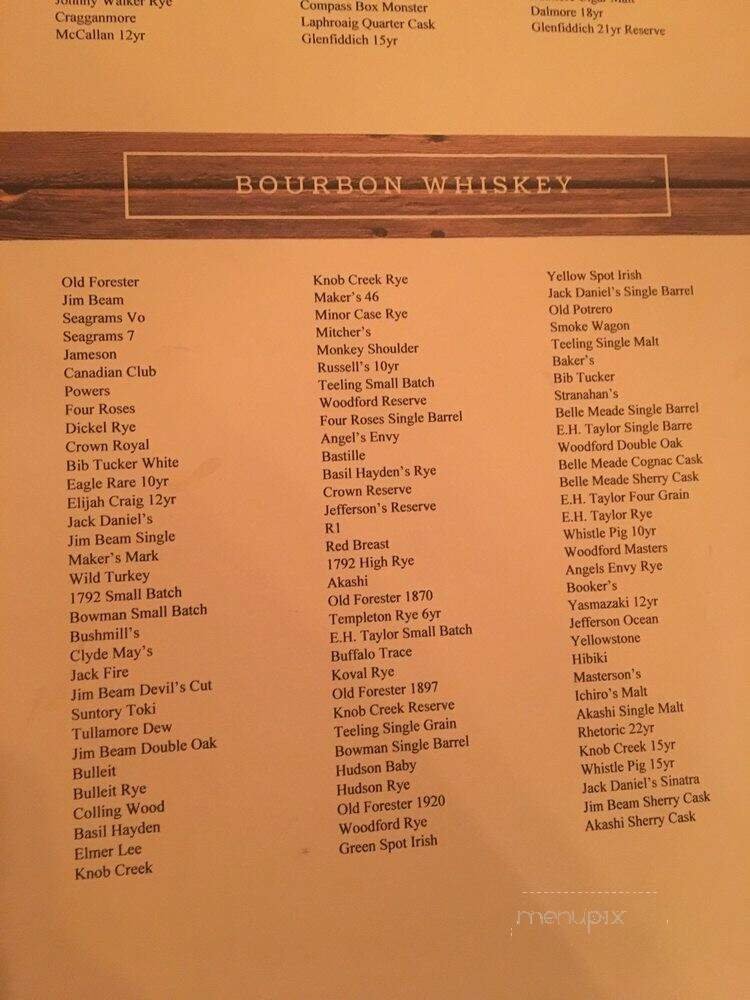 Johnny Walker Rye
Cragganmore
McCallan 12yr
Compass Box Monster
Laphroaig Quarter Cask
Glenfiddich 15yr
Dalmore 18yr
Glenfiddich 21yr Reserve
BOURBON WHISKEY
Old Forester
Jim Beam
Seagrams Vo
Seagrams 7
Jameson
Canadian Club
Powers
Four Roses
Dickel Rye
Crown Royal
Bib Tucker White
Eagle Rare 10yr
Elijah Craig 12yr
Jack Daniel's
Jim Beam Single
Maker's Mark
Wild Turkey
1792 Small Batch
Bowman Small Batch
Bushmill's
Clyde May's
Jack Fire
Jim Beam Devil's Cut
Suntory Toki
Tullamore Dew
Jim Beam Double Oak
Bulleit
Bulleit Rye
Colling Wood
Basil Hayden
Elmer Lee
Knob Creek
Knob Creek Rye
Maker's 46
Minor Case Rye
Mitcher's
Monkey Shoulder
Russell's 10yr
Teeling Small Batch
Woodford Reserve
Four Roses Single Barrel
Angel's Envy
Bastille
Basil Hayden's Rye
Crown Reserve
Jefferson's Reserve
R1
Red Breast
1792 High Rye
Akashi
Old Forester 1870
Templeton Rye 6yr
E.H. Taylor Small Batch
Buffalo Trace
Koval Rye
Old Forester 1897
Knob Creek Reserve
Teeling Single Grain
Bowman Single Barrel
Hudson Baby
Hudson Rye
Old Forester 1920
Woodford Rye
Green Spot Irish
Yellow Spot Irish
Jack Daniel's Single Barrel
Old Potrero
Smoke Wagon
Teeling Single Malt
Baker's
Bib Tucker
Stranahan's
Belle Meade Single Barrel
E.H. Taylor Single Barre
Woodford Double Oak
Belle Meade Cognac Cask
Belle Meade Sherry Cask
E.H. Taylor Four Grain
E.H. Taylor Rye
Whistle Pig 10yr
Woodford Masters
Angels Envy Rye
Booker's
Yasmazaki 12yr
Jefferson Ocean
Yellowstone
Hibiki
Masterson's
Ichiro's Malt
Akashi Single Malt
Rhetoric 22yr
Knob Creek 15yr
Whistle Pig 15yr
Jack Daniel's Sinatra
Jim Beam Sherry Cask
Akashi Sherry Cask
menupix